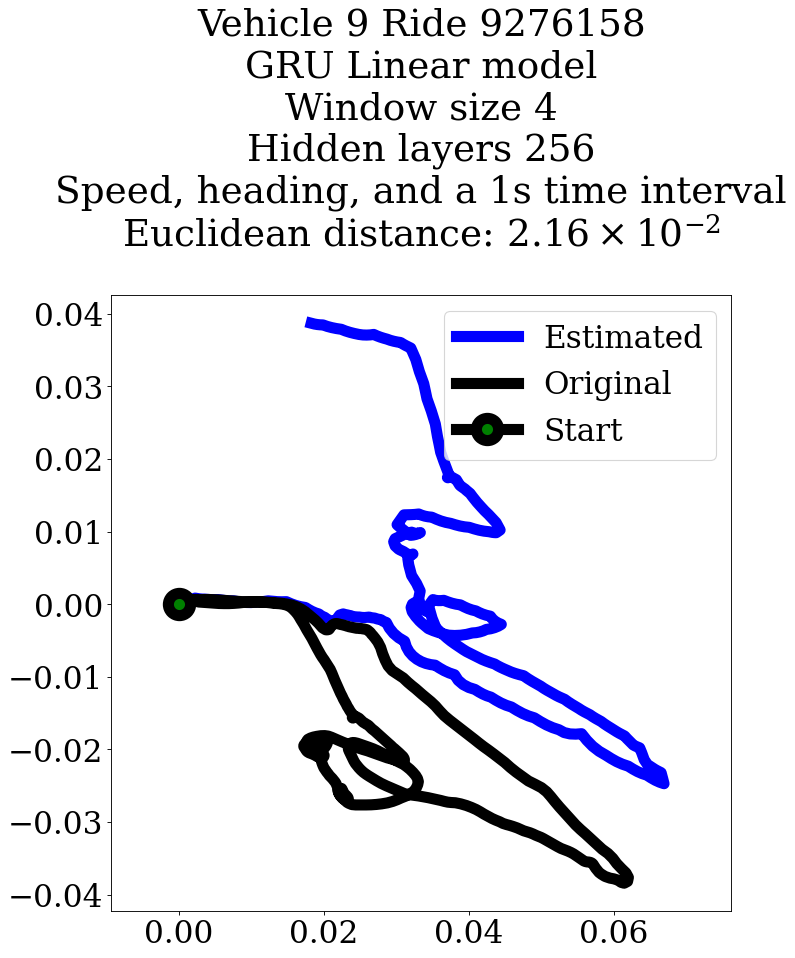 Vehicle 9 Ride 9276158
GRU Linear model
Window size 4
Hidden layers 256
Speed, heading, and a 1s time interval
Euclidean distance: 2.16 × 10⁻²
Estimated
Original
Start
0.04
0.03
0.02
0.01
0.00
−0.01
−0.02
−0.03
−0.04
0.00 0.02 0.04 0.06